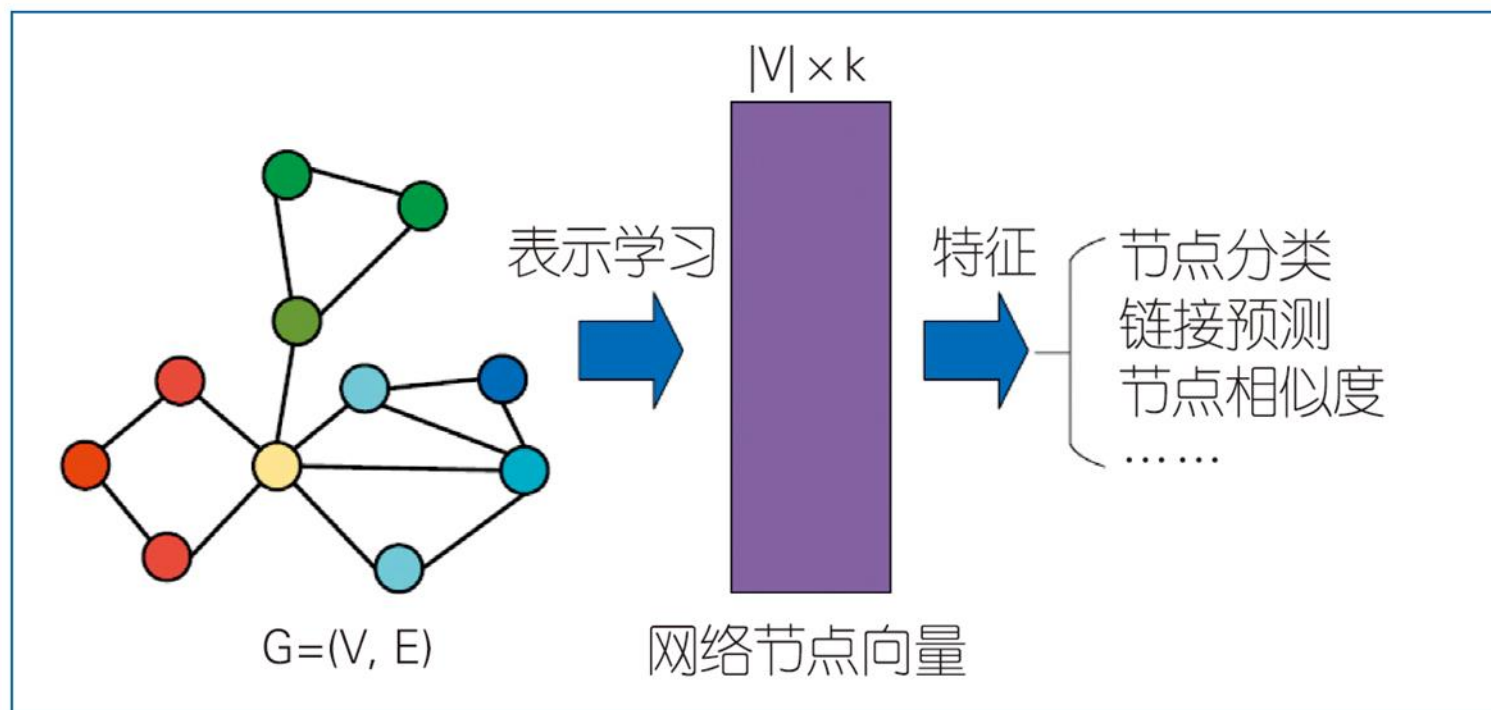 |V| × k
表示学习
特征
节点分类
链接预测
节点相似度
……
G=(V, E)
网络节点向量